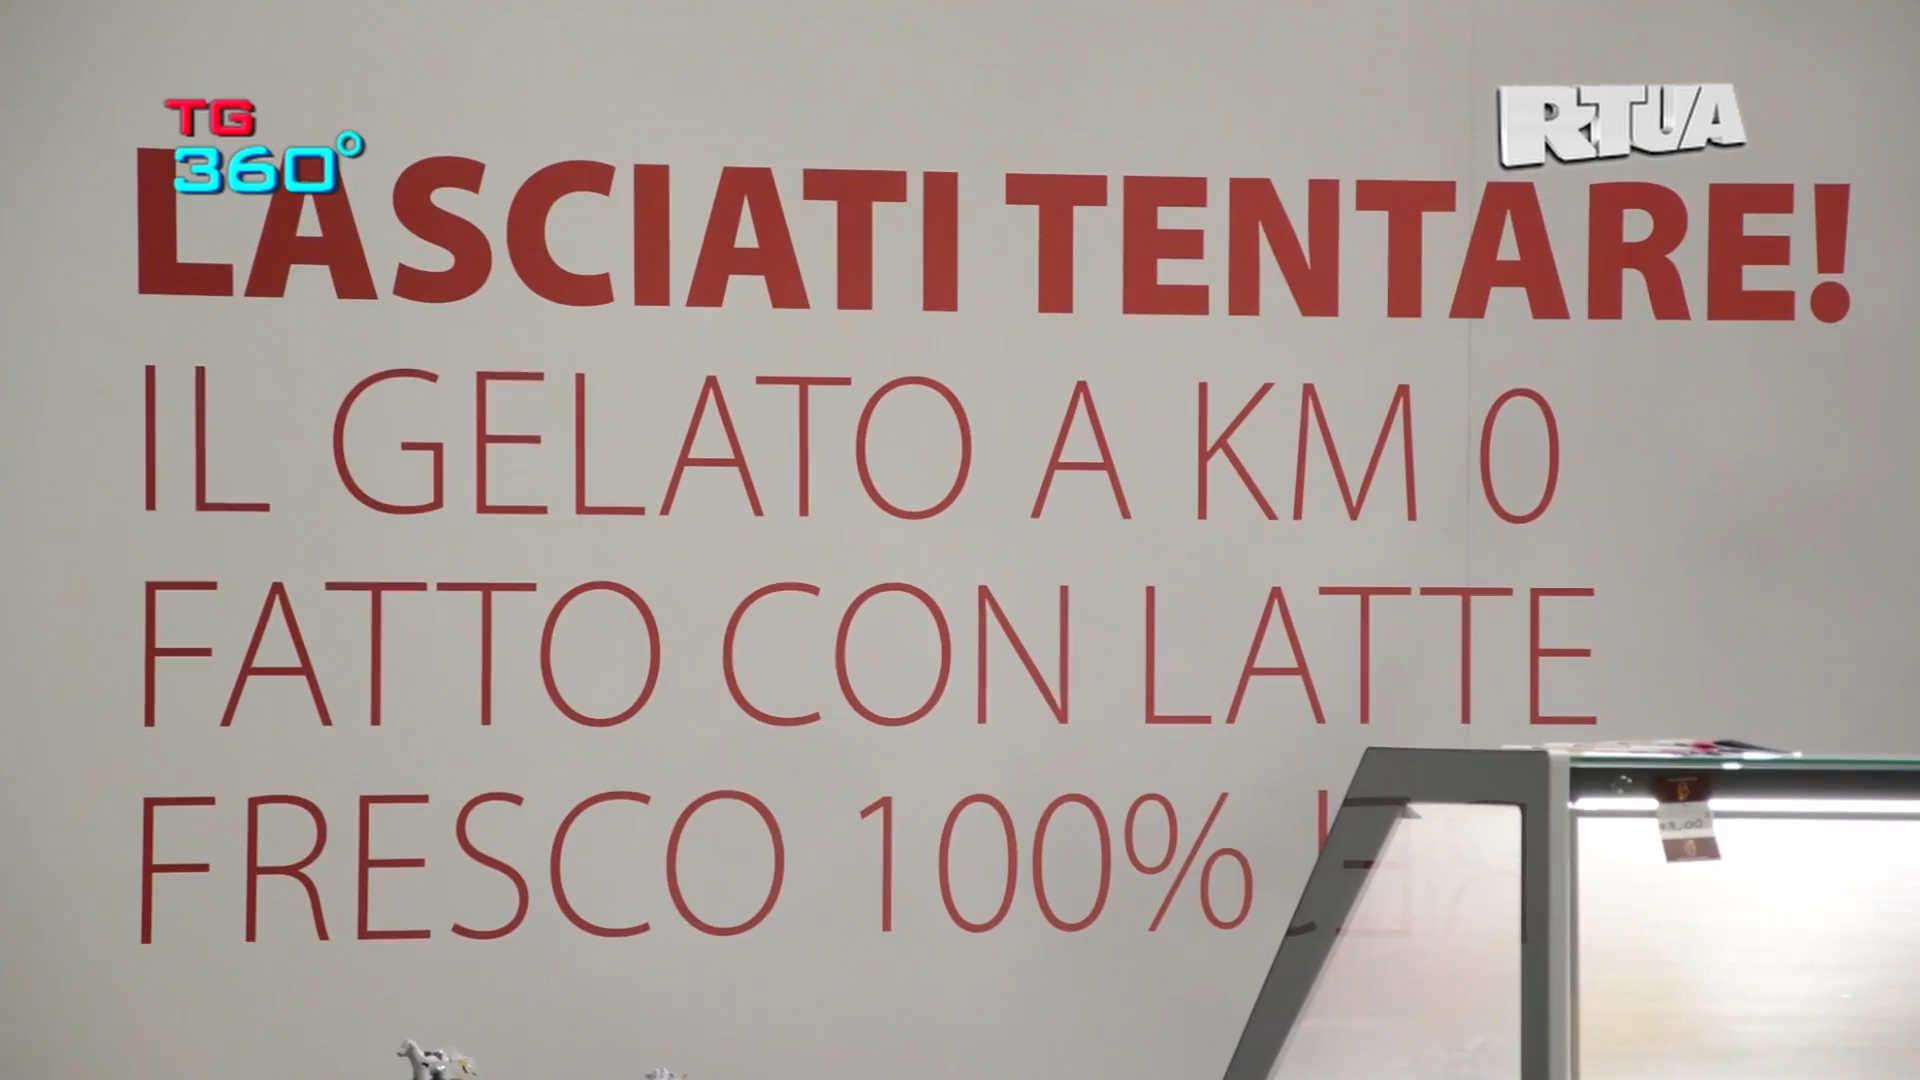 TG
360°
RTUA
LASCIATI TENTARE!
IL GELATO A KM 0
FATTO CON LATTE
FRESCO 100%